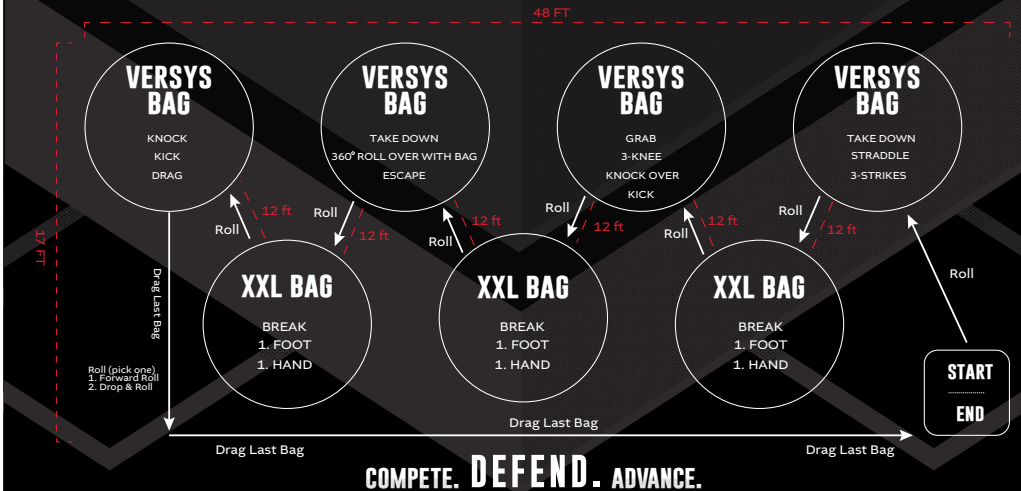 48 FT
17 FT
VERSYS
BAG
KNOCK
KICK
DRAG
VERSYS
BAG
TAKE DOWN
360° ROLL OVER WITH BAG
ESCAPE
VERSYS
BAG
GRAB
3-KNEE
KNOCK OVER
KICK
VERSYS
BAG
TAKE DOWN
STRADDLE
3-STRIKES
12 ft
Roll
Roll
12 ft
12 ft
Roll
Roll
12 ft
12 ft
Roll
Roll
12 ft
Roll
XXL BAG
BREAK
1. FOOT
1. HAND
XXL BAG
BREAK
1. FOOT
1. HAND
XXL BAG
BREAK
1. FOOT
1. HAND
Drag Last Bag
Roll (pick one)
1. Forward Roll
2. Drop & Roll
START
END
Drag Last Bag
Drag Last Bag
Drag Last Bag
COMPETE. DEFEND. ADVANCE.